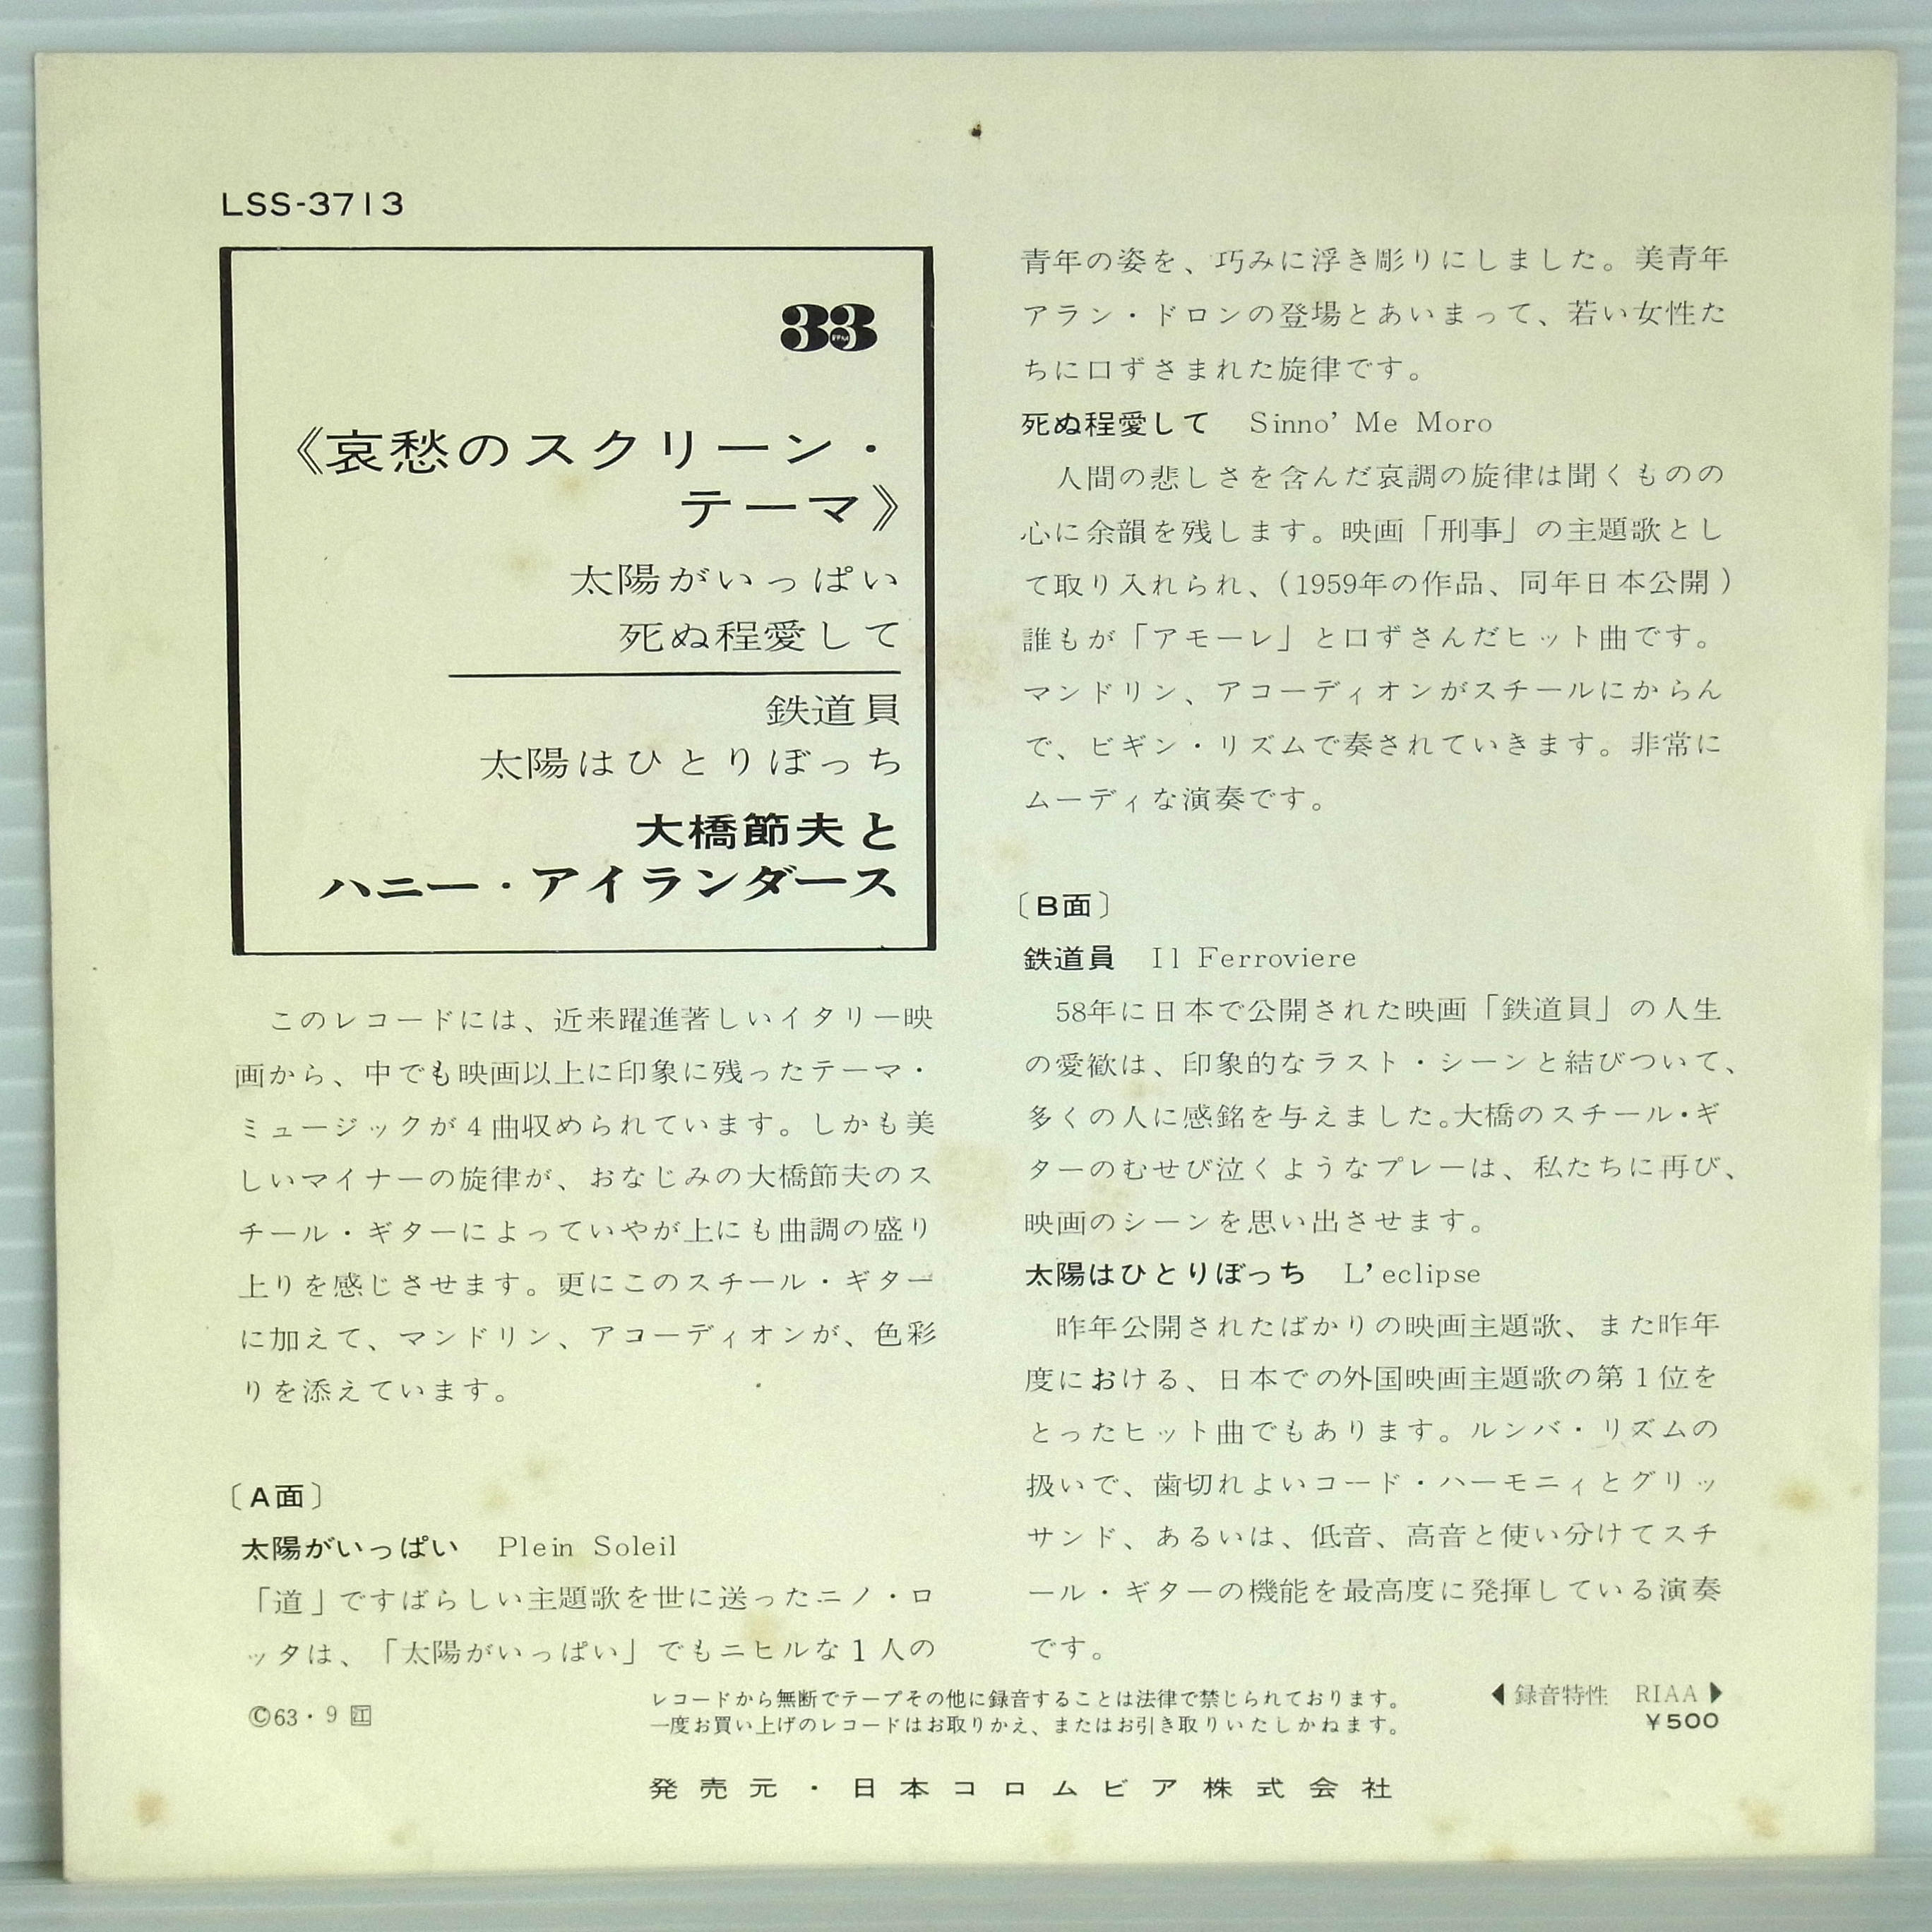 LSS-3713
33
《哀愁のスクリーン・
テーマ》
太陽がいっぱい
死ぬ程愛して
鉄道員
太陽はひとりぼっち
大橋節夫と
ハニー・アイランダース
このレコードには、近来躍進著しいイタリー映
画から、中でも映画以上に印象に残ったテーマ・
ミュージックが4曲収められています。しかも美
しいマイナーの旋律が、おなじみの大橋節夫のス
チール・ギターによっていやが上にも曲調の盛り
上りを感じさせます。更にこのスチール・ギター
に加えて、マンドリン、アコーディオンが、色彩
りを添えています。
〔A面〕
太陽がいっぱい Plein Soleil
「道」ですばらしい主題歌を世に送ったニノ・ロ
ッタは、「太陽がいっぱい」でもニヒルな1人の
青年の姿を、巧みに浮き彫りにしました。美青年
アラン・ドロンの登場とあいまって、若い女性た
ちに口ずさまれた旋律です。
死ぬ程愛して Sinno' Me Moro
人間の悲しさを含んだ哀調の旋律は聞くものの
心に余韻を残します。映画「刑事」の主題歌とし
て取り入れられ、(1959年の作品、同年日本公開)
誰もが「アモーレ」と口ずさんだヒット曲です。
マンドリン、アコーディオンがスチールにからん
で、ビギン・リズムで奏されていきます。非常に
ムーディな演奏です。
〔B面〕
鉄道員 Il Ferroviere
58年に日本で公開された映画「鉄道員」の人生
の愛歓は、印象的なラスト・シーンと結びついて、
多くの人に感銘を与えました。大橋のスチール・ギ
ターのむせび泣くようなプレーは、私たちに再び、
映画のシーンを思い出させます。
太陽はひとりぼっち L'eclipse
昨年公開されたばかりの映画主題歌、また昨年
度における、日本での外国映画主題歌の第1位を
とったヒット曲でもあります。ルンバ・リズムの
扱いで、歯切れよいコード・ハーモニィとグリッ
サンド、あるいは、低音、高音と使い分けてスチ
ール・ギターの機能を最高度に発揮している演奏
です。
©63・9 江
レコードから無断でテープその他に録音することは法律で禁じられております。
一度お買い上げのレコードはお取りかえ、またはお引き取りいたしかねます。
◀録音特性 RIAA▶
¥500
発売元・日本コロムビア株式会社